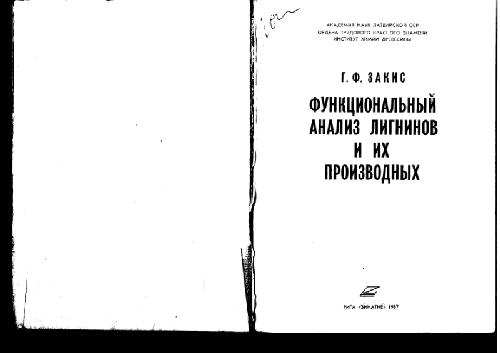 АКАДЕМИЯ НАУК ЛАТВИЙСКОЙ ССР
ОРДЕНА ТРУДОВОГО КРАСНОГО ЗНАМЕНИ
ИНСТИТУТ ХИМИИ ДРЕВЕСИНЫ
Г. Ф. ЗАКИС
ФУНКЦИОНАЛЬНЫЙ
АНАЛИЗ ЛИГНИНОВ
И ИХ
ПРОИЗВОДНЫХ
РИГА «ЗИНАТНЕ» 1987